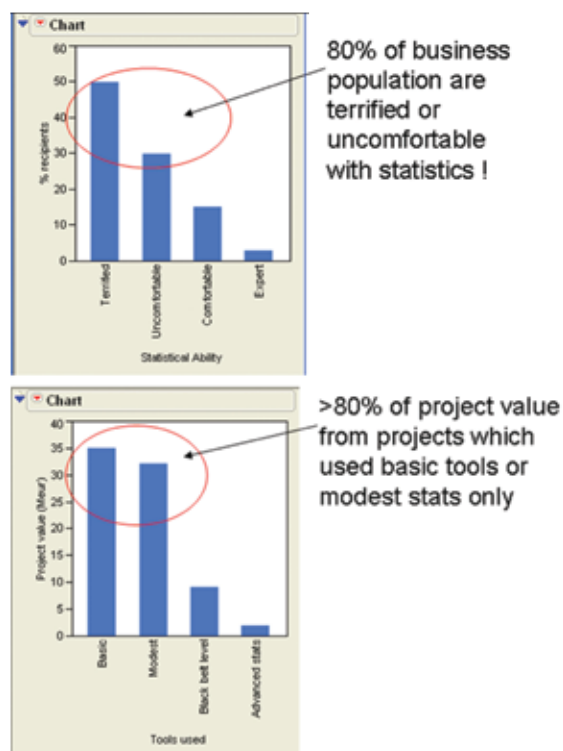 Chart
60
50
40
30
20
10
0
% recipients
Terrified
Uncomfortable
Comfortable
Expert
Statistical Ability
80% of business
population are
terrified or
uncomfortable
with statistics !
Chart
40
35
30
25
20
15
10
5
0
Project value (Meur)
Basic
Modest
Black belt level
Advanced stats
Tools used
>80% of project value
from projects which
used basic tools or
modest stats only